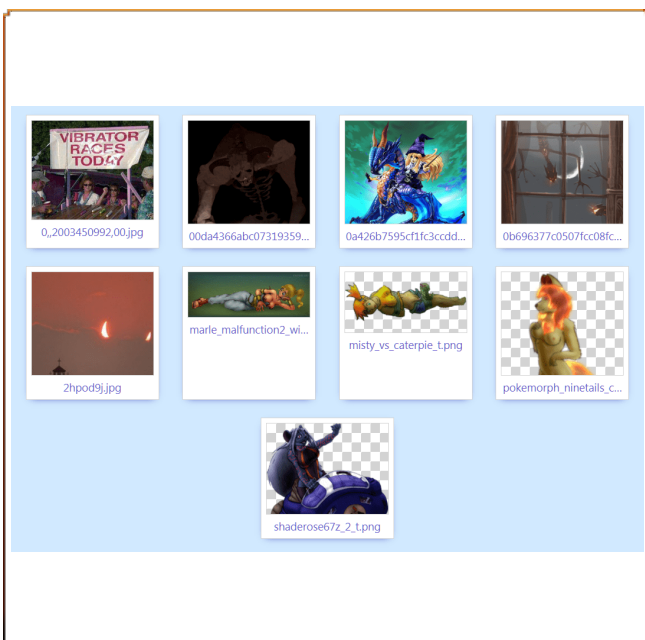 VIBRATOR
RACES
TODAY
0,,2003450992,00.jpg
00da4366abc07319359...
0a426b7595cf1fc3ccdd...
0b696377c0507fcc08fc...
2hpod9j.jpg
marle_malfunction2_wi...
misty_vs_caterpie_t.png
pokemorph_ninetails_c...
shaderose67z_2_t.png